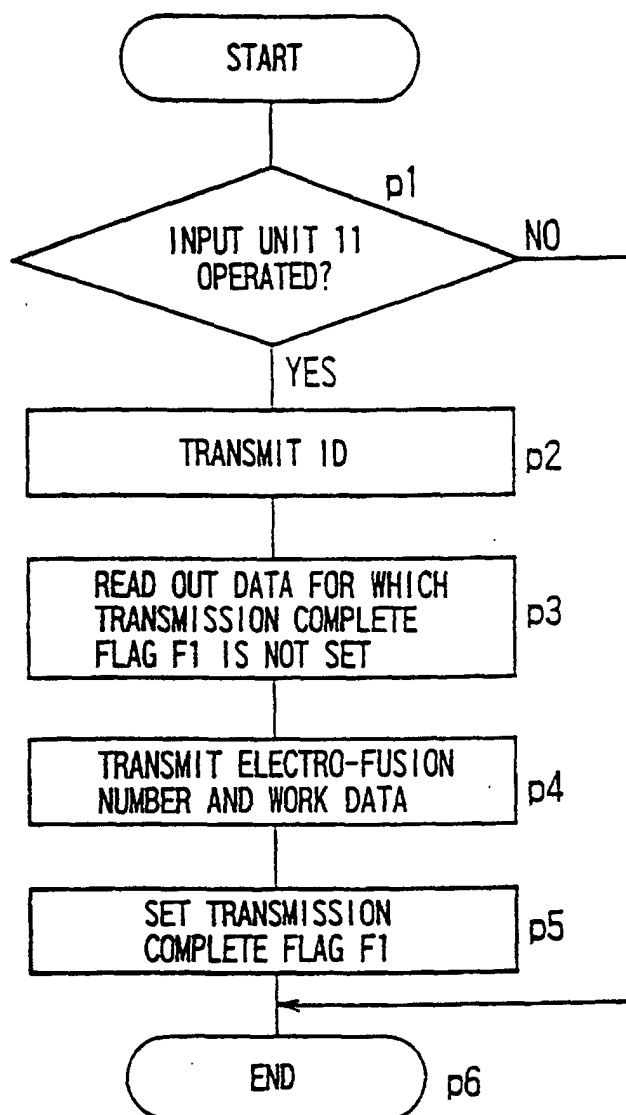 START
p1
INPUT UNIT 11
OPERATED?
NO
YES
TRANSMIT ID
p2
READ OUT DATA FOR WHICH
TRANSMISSION COMPLETE
FLAG F1 IS NOT SET
p3
TRANSMIT ELECTRO-FUSION
NUMBER AND WORK DATA
p4
SET TRANSMISSION
COMPLETE FLAG F1
p5
END
p6